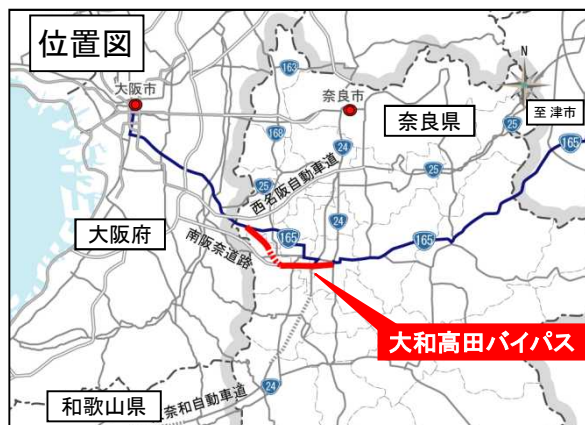 位置図
N
163
大阪市
奈良市
至 津市
奈良県
168
24
25
165
25
西名阪自動車道
24
大阪府
165
165
南阪奈道路
大和高田バイパス
24
奈和自動車道
和歌山県